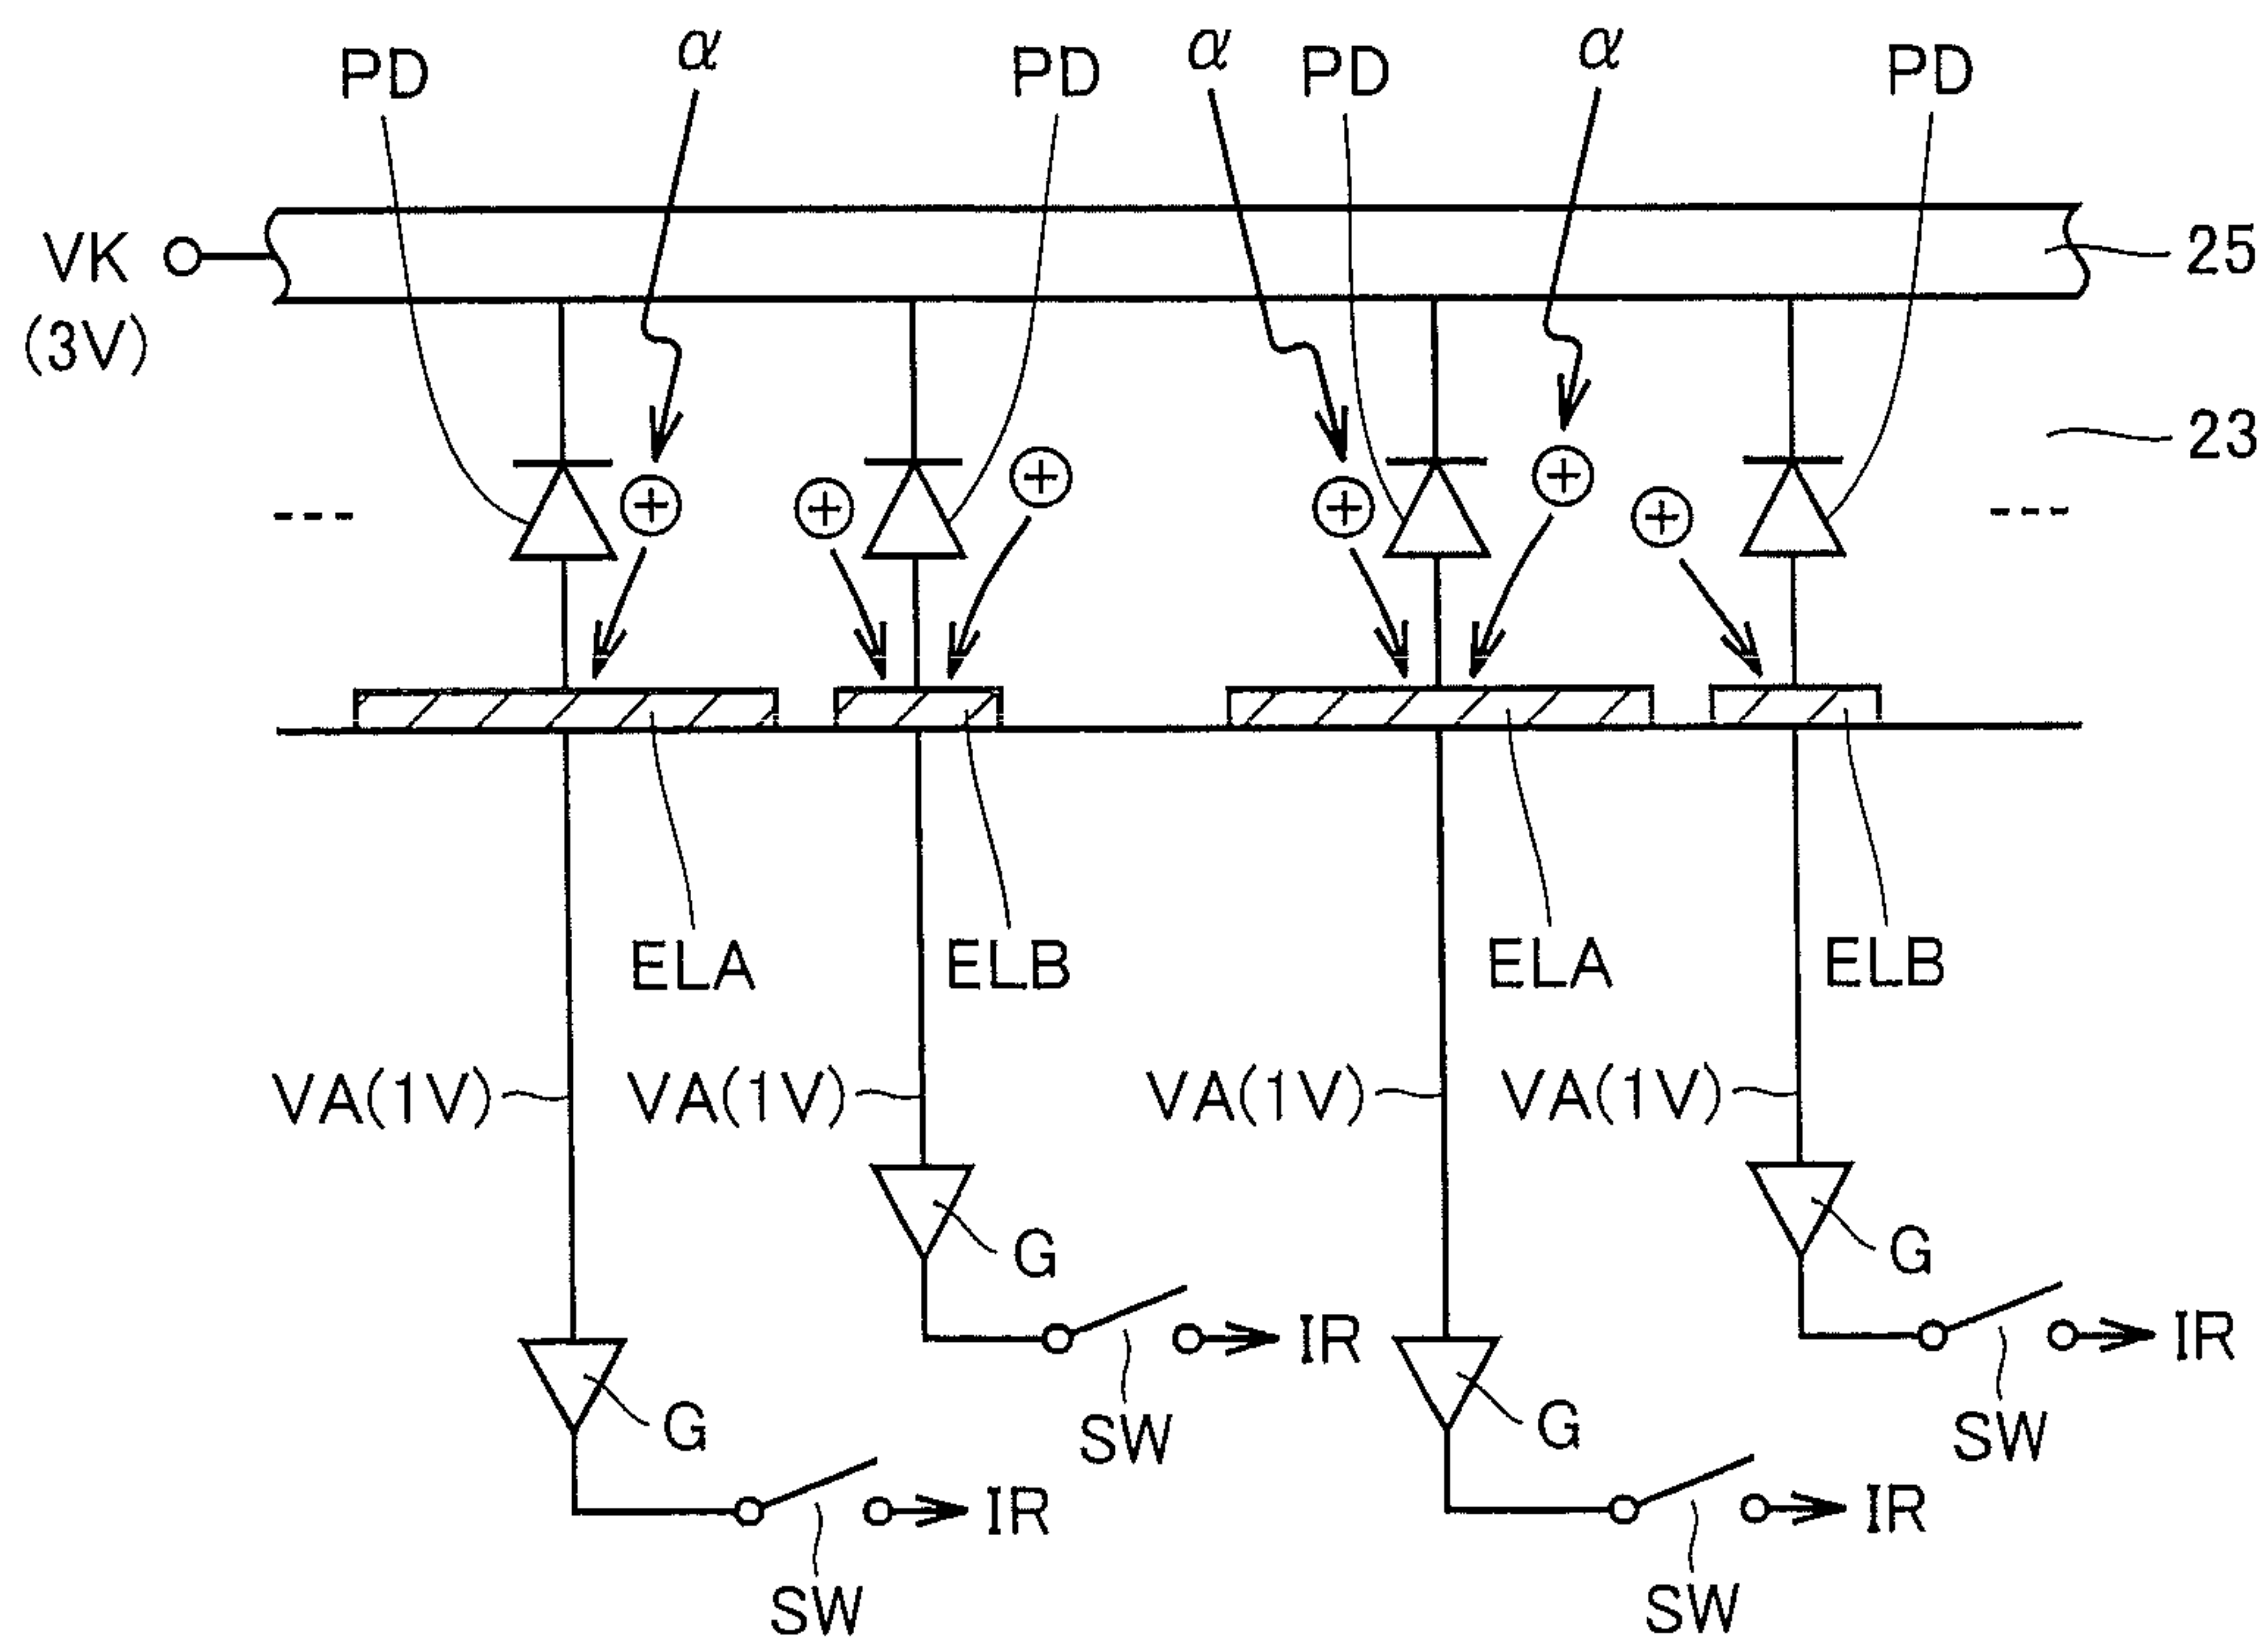 PD α PD α PD α PD
VK
(3V)
25
23
ELA ELB ELA ELB
VA(1V) VA(1V) VA(1V) VA(1V)
G G
IR IR
G SW G SW
IR IR
SW SW